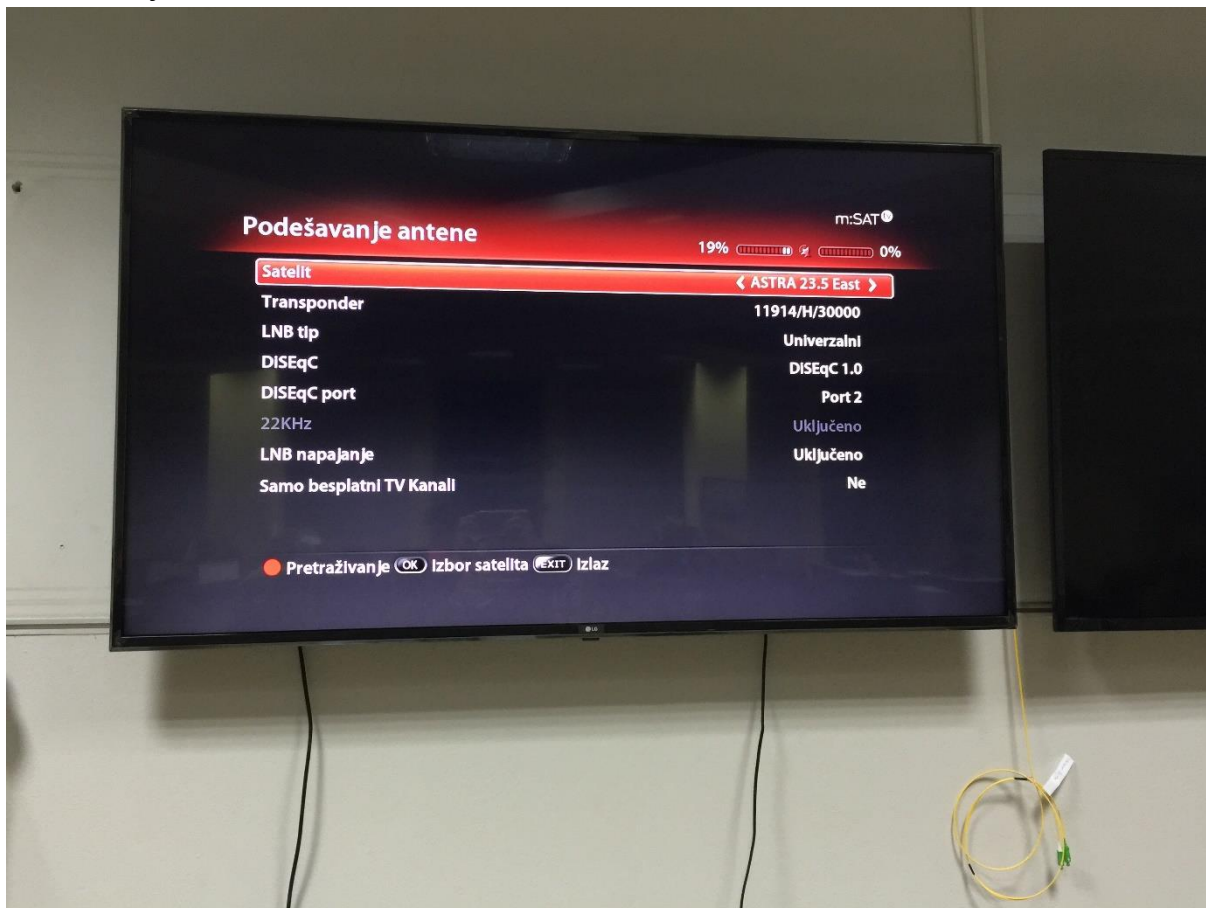 m:SAT tv
Podešavanje antene
19% 0%
Satelit ASTRA 23.5 East
Transponder 11914/H/30000
LNB tip Univerzalni
DiSEqC DiSEqC 1.0
DiSEqC port Port 2
22KHz Uključeno
LNB napajanje Uključeno
Samo besplatni TV Kanali Ne
Pretraživanje OK Izbor satelita EXIT Izlaz
LG